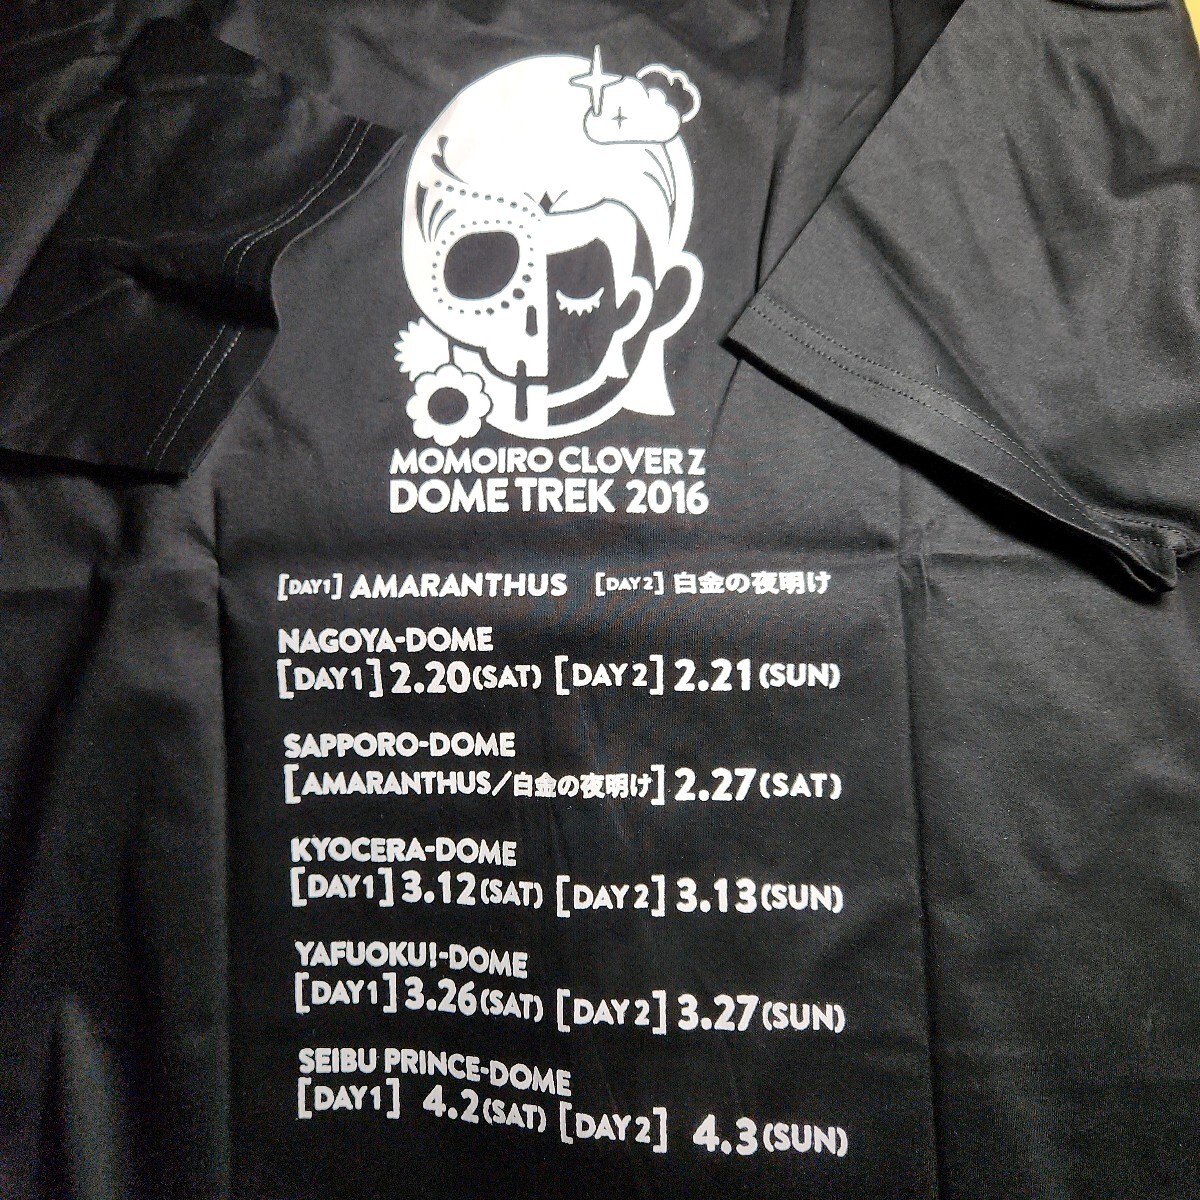 MOMOIRO CLOVER Z
DOME TREK 2016
[DAY1] AMARANTHUS [DAY2] 白金の夜明け
NAGOYA-DOME
[DAY1] 2.20(SAT) [DAY2] 2.21(SUN)
SAPPORO-DOME
[AMARANTHUS/白金の夜明け] 2.27(SAT)
KYOCERA-DOME
[DAY1] 3.12(SAT) [DAY2] 3.13(SUN)
YAFUOKU!-DOME
[DAY1] 3.26(SAT) [DAY2] 3.27(SUN)
SEIBU PRINCE-DOME
[DAY1] 4.2(SAT) [DAY2] 4.3(SUN)